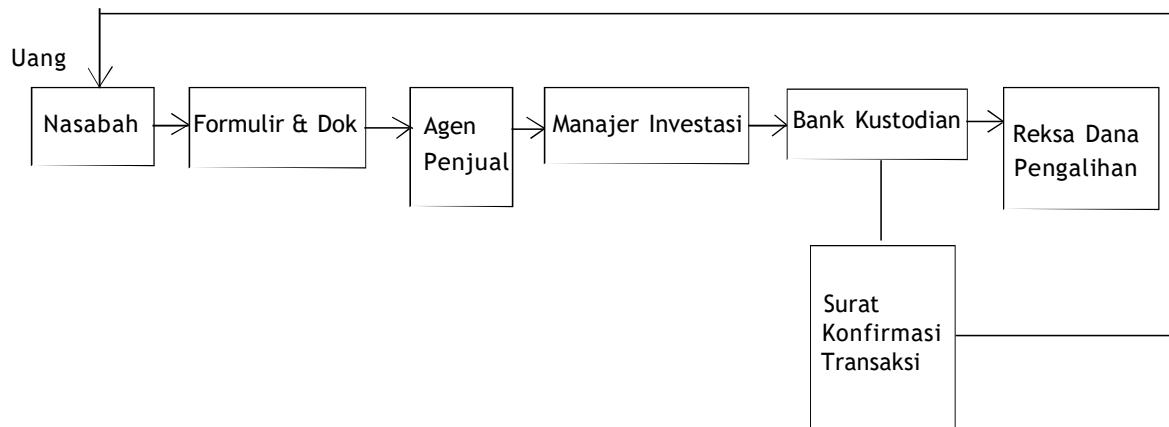 Uang
Nasabah
Formulir & Dok
Agen
Penjual
Manajer Investasi
Bank Kustodian
Reksa Dana
Pengalihan
Surat
Konfirmasi
Transaksi